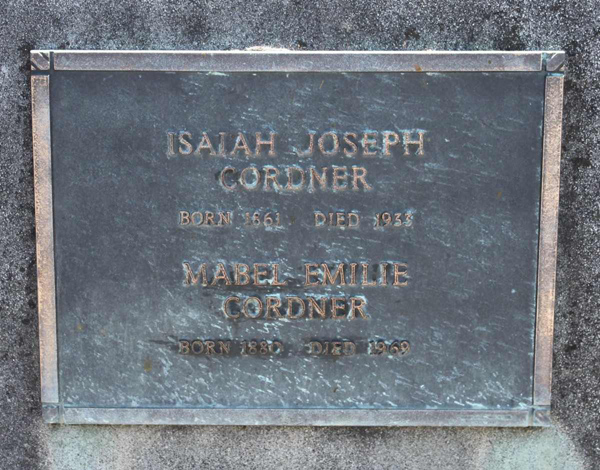 ISAIAH JOSEPH
CORDNER
BORN 1861 DIED 1933
MABEL EMILIE
CORDNER
BORN 1880 DIED 1969